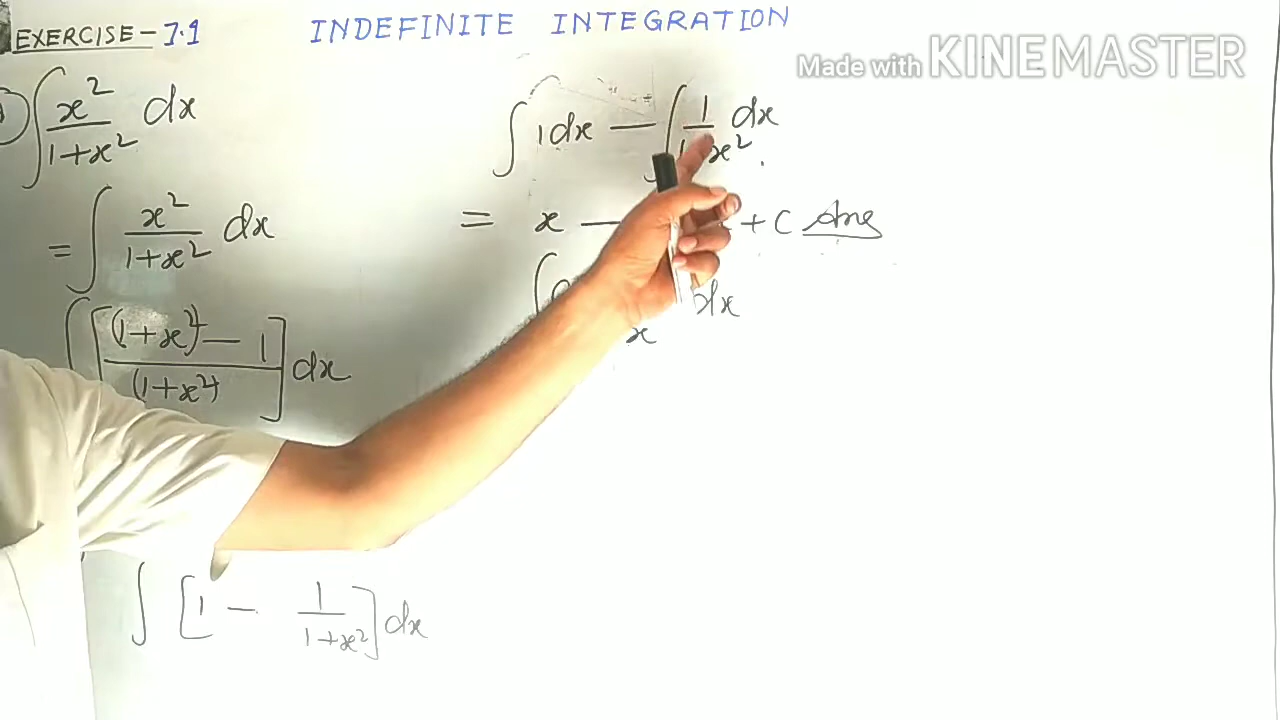 EXERCISE-7.1
INDEFINITE INTEGRATION
Made with KINEMASTER
∫ x²/(1+x²) dx
= ∫ x²/(1+x²) dx
∫ [((1+x²)-1)/(1+x²)] dx
∫ [1 - 1/(1+x²)] dx
∫ 1dx - ∫ 1/(1+x²) dx
= x - + C Ans
dx
x